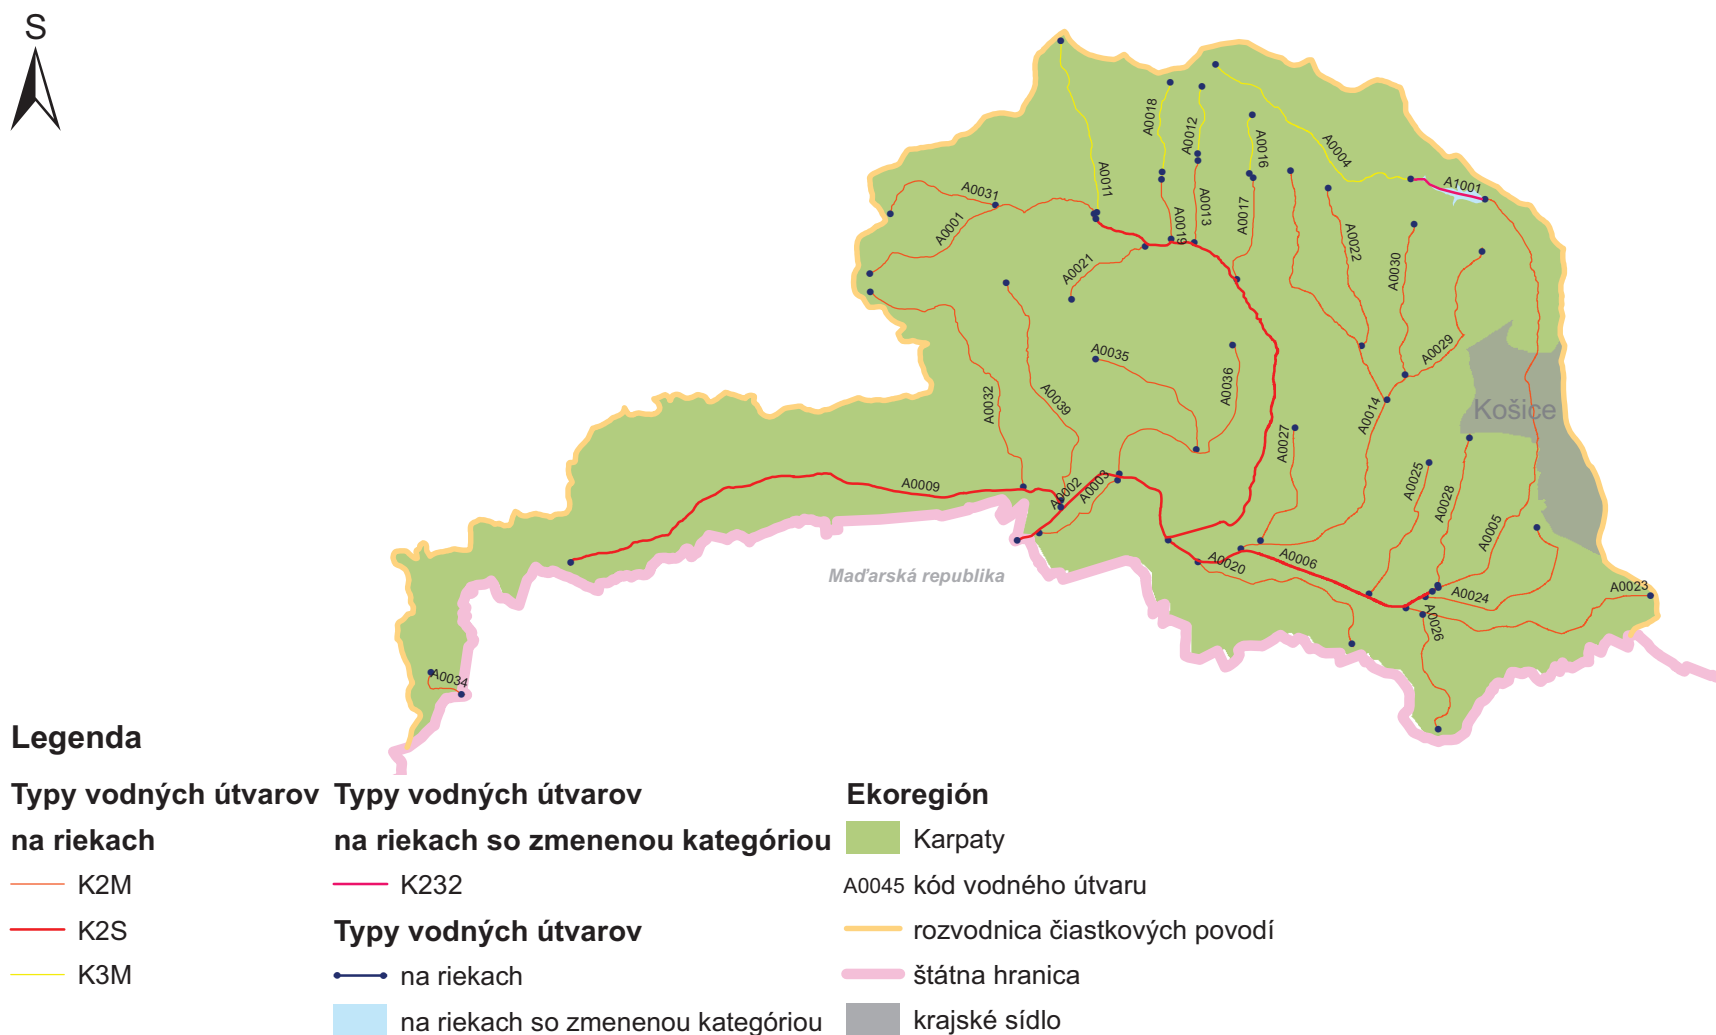 S
A0018
A0012
A0016
A0004
A0011
A1001
A0031
A0001
A0019
A0013
A0017
A0022
A0030
A0021
A0035
A0036
A0029
A0032
A0039
A0014
Košice
A0027
A0009
A0002
A0003
A0025
A0028
A0005
A0006
A0020
A0024
A0023
A0026
Maďarská republika
A0034
Legenda
Typy vodných útvarov
na riekach
K2M
K2S
K3M
Typy vodných útvarov
na riekach so zmenenou kategóriou
K232
Typy vodných útvarov
na riekach
na riekach so zmenenou kategóriou
Ekoregión
Karpaty
A0045 kód vodného útvaru
rozvodnica čiastkových povodí
štátna hranica
krajské sídlo